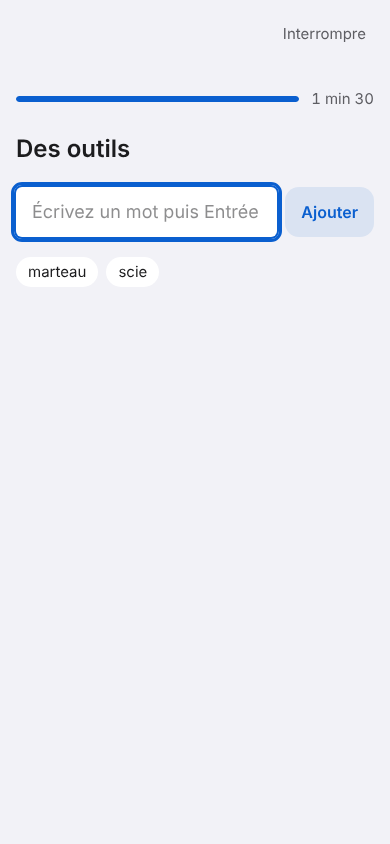 Interrompre
1 min 30
Des outils
Écrivez un mot puis Entrée
Ajouter
marteau scie